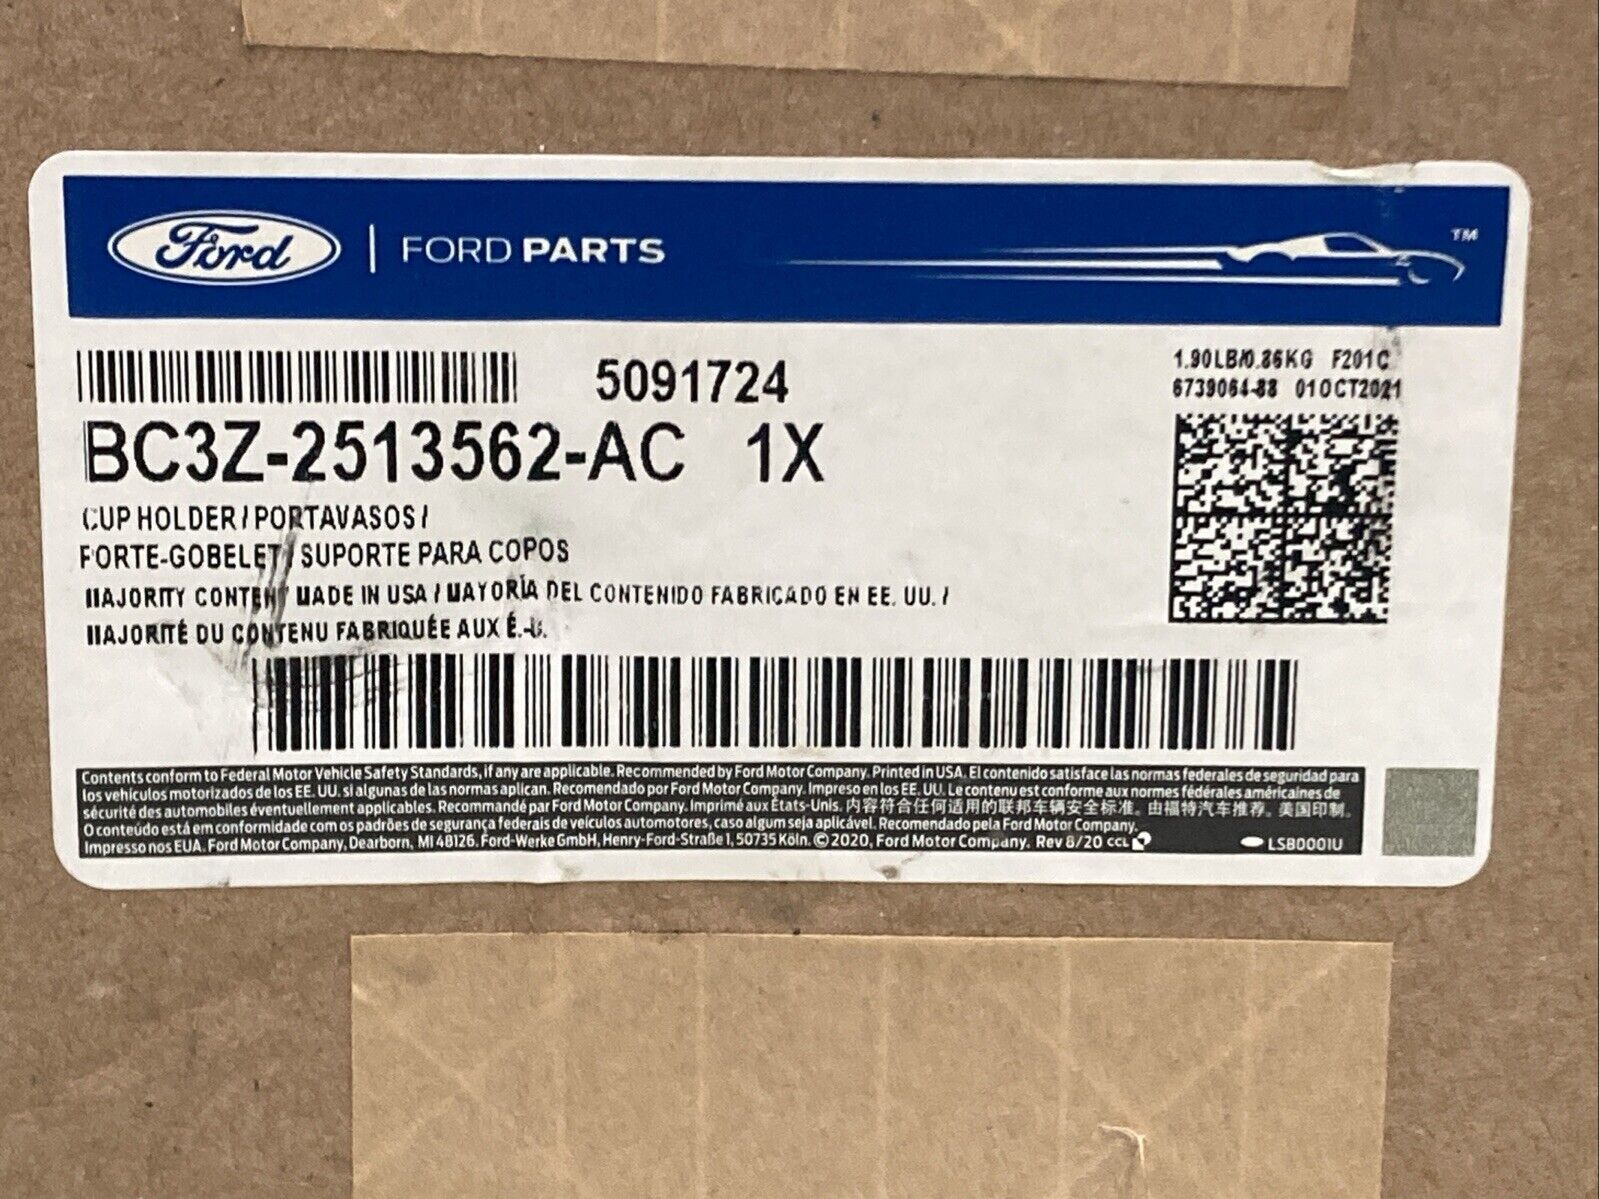 Ford | FORD PARTS TM
5091724
1.90LB/0.86KG F201C
6739064-88 01OCT2021
BC3Z-2513562-AC 1X
CUP HOLDER / PORTAVASOS /
PORTE-GOBELET / SUPORTE PARA COPOS
MAJORITY CONTENT MADE IN USA / MAYORÍA DEL CONTENIDO FABRICADO EN EE. UU. /
MAJORITÉ DU CONTENU FABRIQUÉE AUX É.-U.
Contents conform to Federal Motor Vehicle Safety Standards, if any are applicable. Recommended by Ford Motor Company. Printed in USA. El contenido satisface las normas federales de seguridad para
los vehículos motorizados de los EE. UU. si algunas de las normas aplican. Recomendado por Ford Motor Company. Impreso en los EE. UU. Le contenu est conforme aux normes fédérales américaines de
sécurité des automobiles éventuellement applicables. Recommandé par Ford Motor Company. Imprimé aux États-Unis. 内容符合任何适用的联邦车辆安全标准。由福特汽车推荐。美国印制。
O conteúdo está em conformidade com os padrões de segurança federais de veículos automotores, caso algum seja aplicável. Recomendado pela Ford Motor Company.
Impresso nos EUA. Ford Motor Company, Dearborn, MI 48126. Ford-Werke GmbH, Henry-Ford-Straße 1, 50735 Köln. © 2020, Ford Motor Company. Rev 8/20 CCL LSB0001U